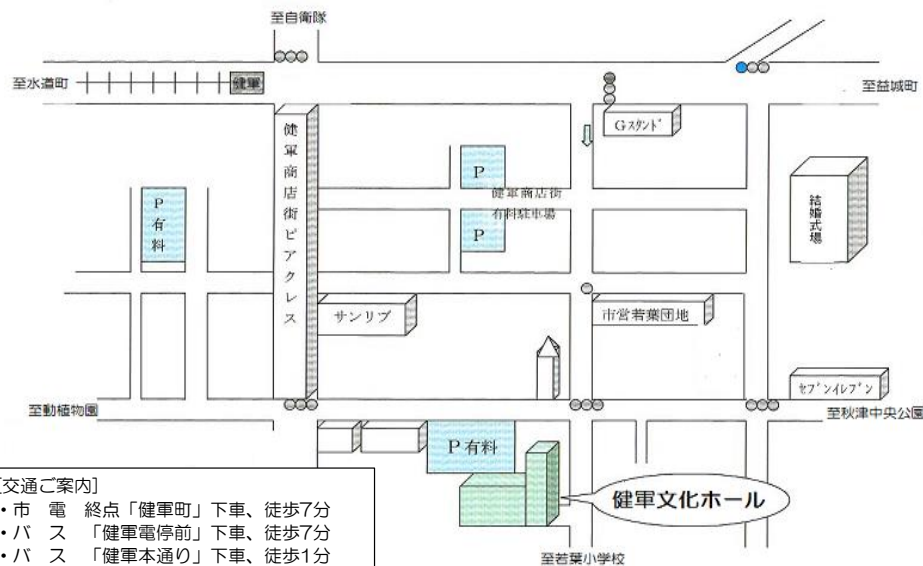 至自衛隊
至水道町
健軍
至益城町
Gスタンド
健軍商店街ピアクレス
P
健軍商店街
有料駐車場
P
P
有
料
結婚式場
サンリブ
市営若葉団地
セブンイレブン
至動植物園
至秋津中央公園
P有料
健軍文化ホール
[交通ご案内]
・市 電 終点「健軍町」下車、徒歩7分
・バ ス 「健軍電停前」下車、徒歩7分
・バ ス 「健軍本通り」下車、徒歩1分
至若葉小学校